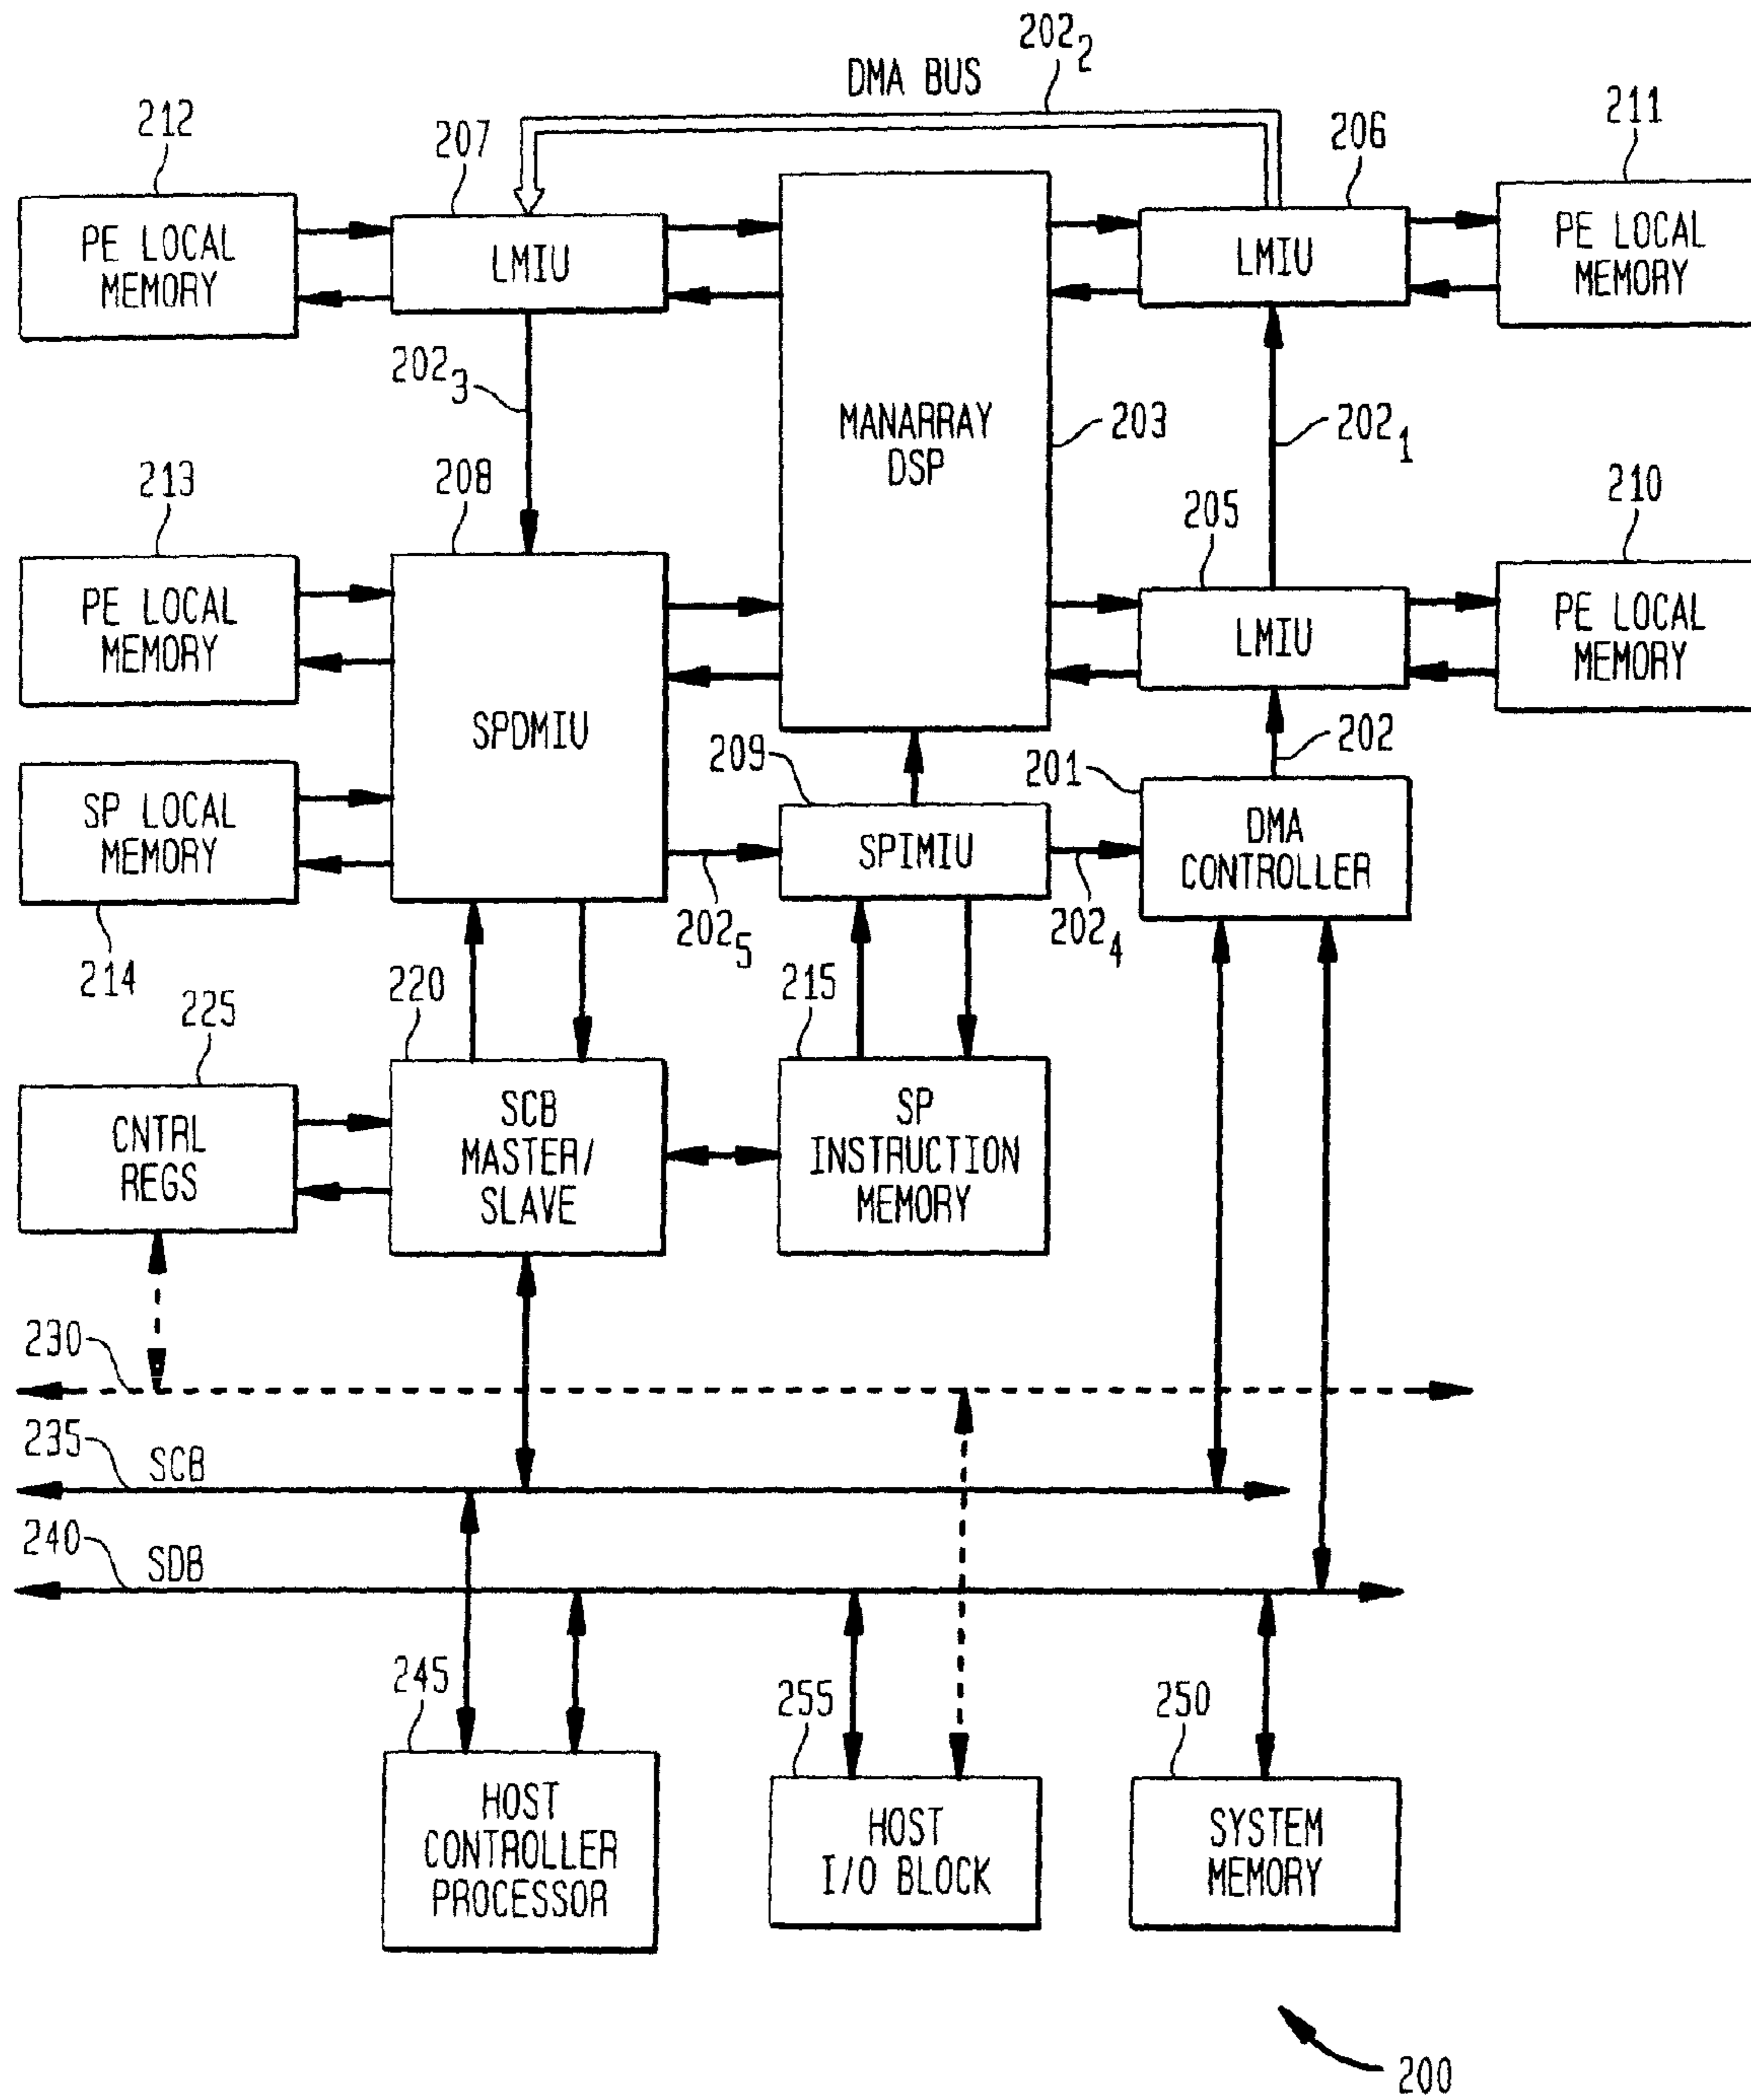 202₂
DMA BUS
212
207
206
211
PE LOCAL
MEMORY
LMIU
LMIU
PE LOCAL
MEMORY
202₃
MANARRAY
DSP
203
202₁
213
208
205
210
PE LOCAL
MEMORY
LMIU
PE LOCAL
MEMORY
SPDMIU
209
201
202
SP LOCAL
MEMORY
SPIMIU
DMA
CONTROLLER
202₅
202₄
214
225
220
215
CNTRL
REGS
SCB
MASTER/
SLAVE
SP
INSTRUCTION
MEMORY
230
235
SCB
240
SDB
245
255
250
HOST
CONTROLLER
PROCESSOR
HOST
I/O BLOCK
SYSTEM
MEMORY
200